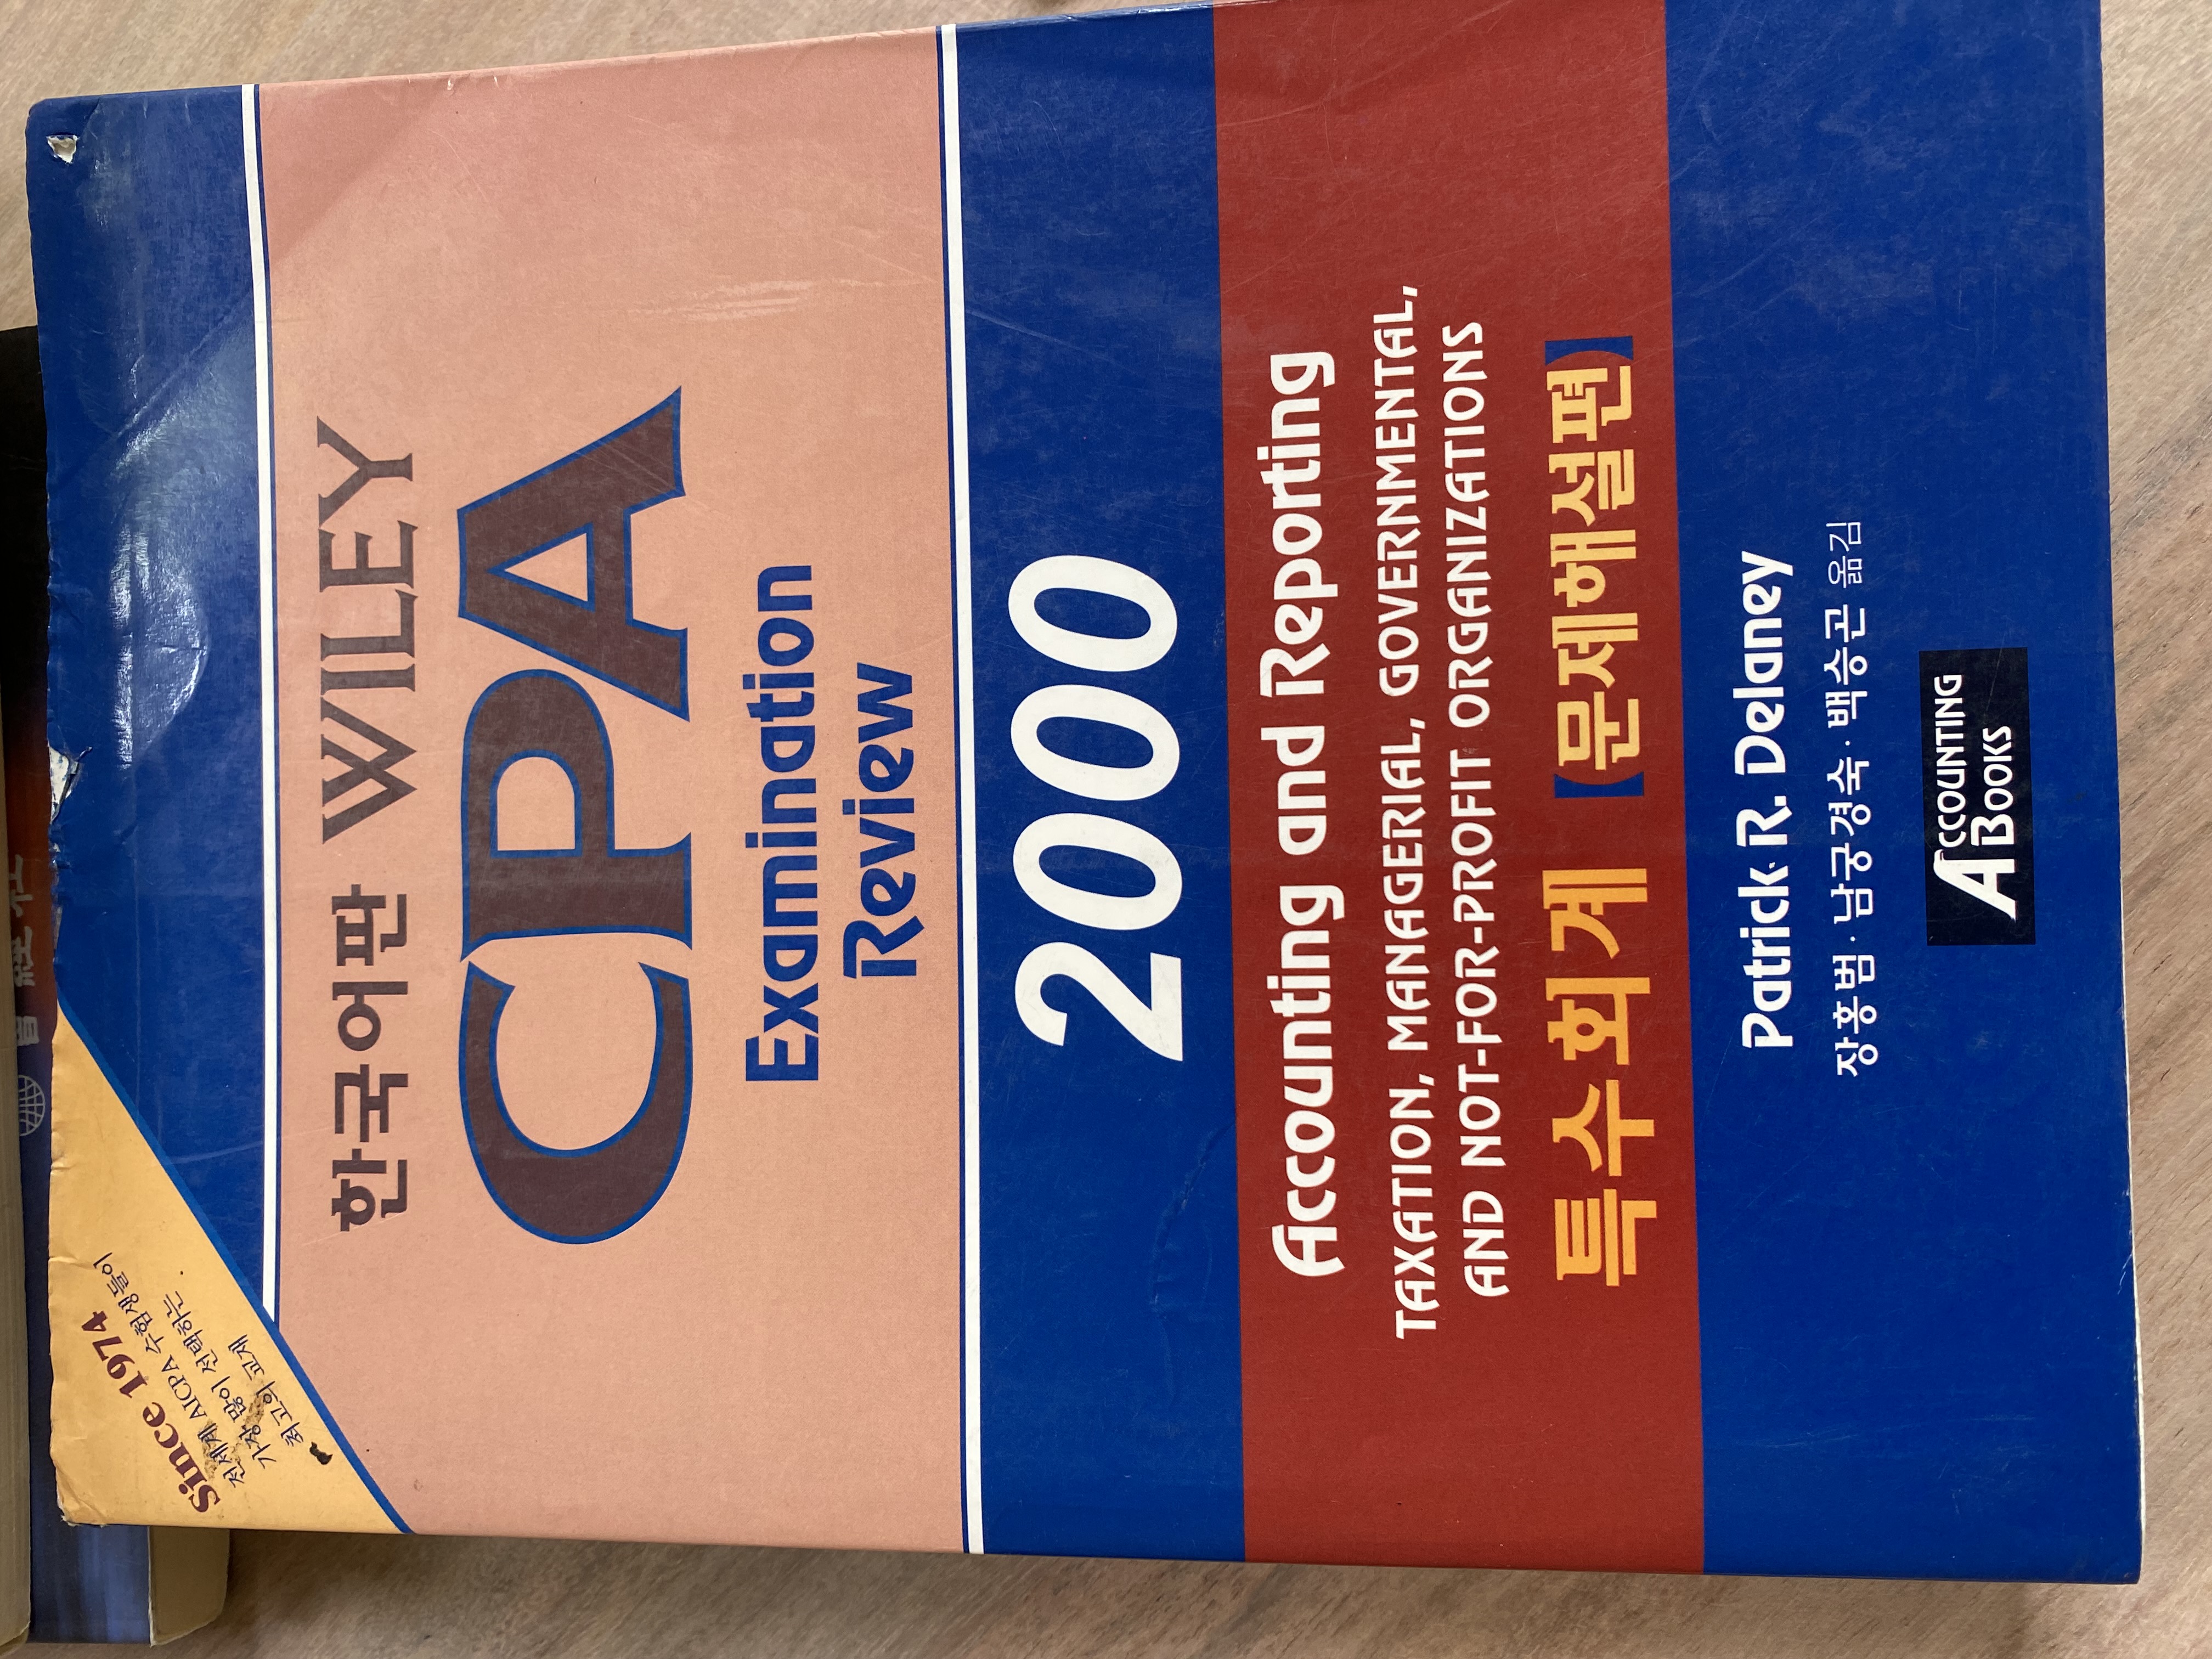 Since 1974
전세계 AICPA 수험생들이
가장 많이 선택하는
최고의 교재
한국어판 WILEY
CPA
Examination
Review
2000
Accounting and Reporting
TAXATION, MANAGERIAL, GOVERNMENTAL,
AND NOT-FOR-PROFIT ORGANIZATIONS
특수회계 [문제해설편]
Patrick R. Delaney
장홍범·남궁경숙·백승곤 옮김
ACCOUNTING
BOOKS